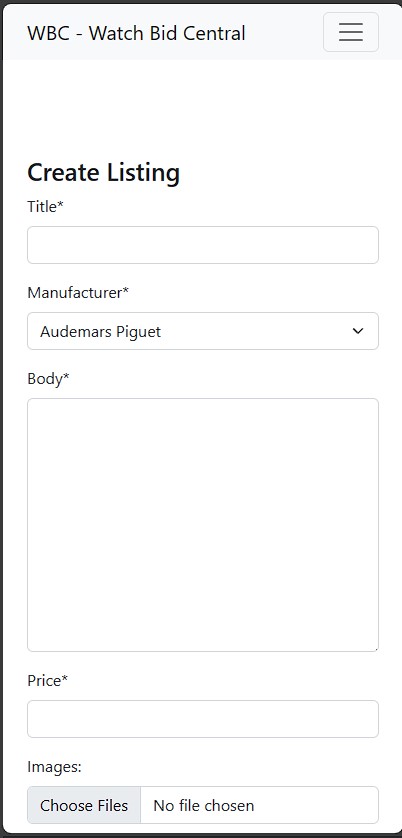 WBC - Watch Bid Central
Create Listing
Title*
Manufacturer*
Audemars Piguet
Body*
Price*
Images:
Choose Files No file chosen